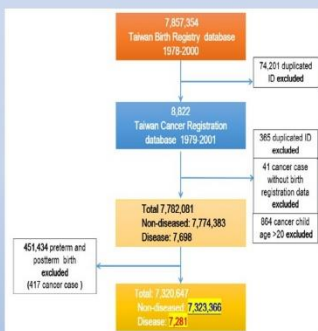 7,857,354
Taiwan Birth Registry database
1978-2000
74,201 duplicated
ID excluded
8,822
Taiwan Cancer Registration
database 1979-2001
365 duplicated ID
excluded
41 cancer case
without birth
registration data
excluded
864 cancer child
age >20 excluded
Total 7,782,081
Non-diseased: 7,774,383
Disease: 7,698
451,434 preterm and
postterm birth
excluded
(417 cancer case )
Total: 7,320,647
Non-diseased: 7,323,366
Disease: 7,281